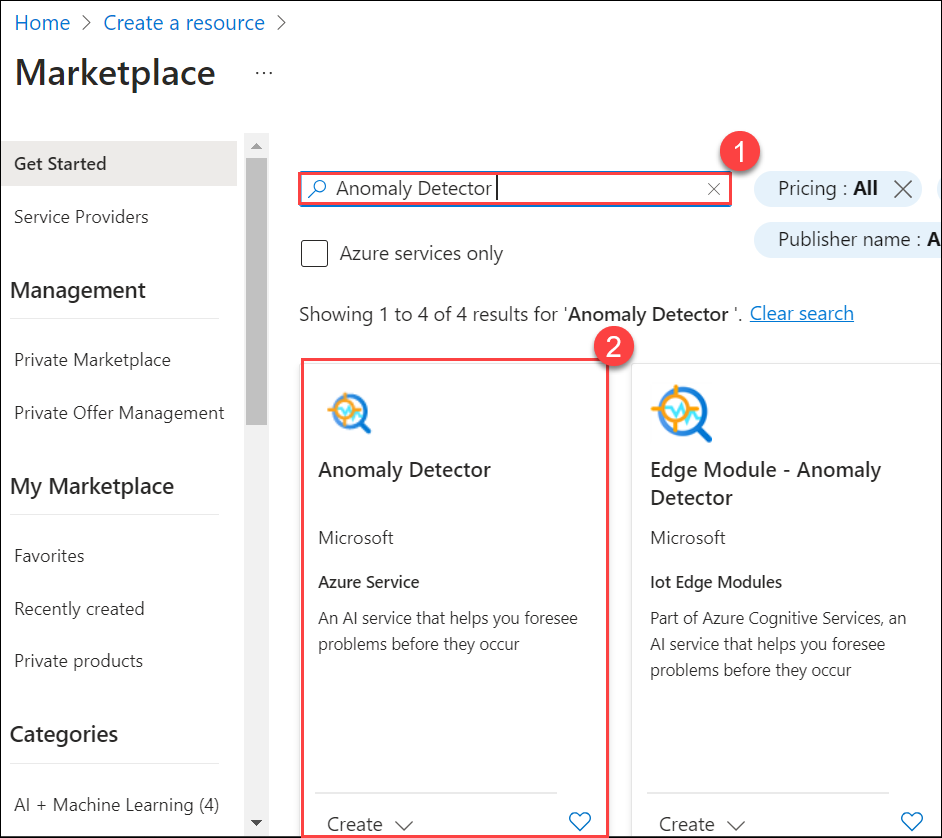 Home > Create a resource >
Marketplace ...
Get Started
Service Providers
Management
Private Marketplace
Private Offer Management
My Marketplace
Favorites
Recently created
Private products
Categories
AI + Machine Learning (4)
1
Anomaly Detector
Pricing : All
Azure services only
Publisher name : A
Showing 1 to 4 of 4 results for 'Anomaly Detector '. Clear search
2
Anomaly Detector
Microsoft
Azure Service
An AI service that helps you foresee
problems before they occur
Create
Edge Module - Anomaly
Detector
Microsoft
Iot Edge Modules
Part of Azure Cognitive Services, an
AI service that helps you foresee
problems before they occur
Create